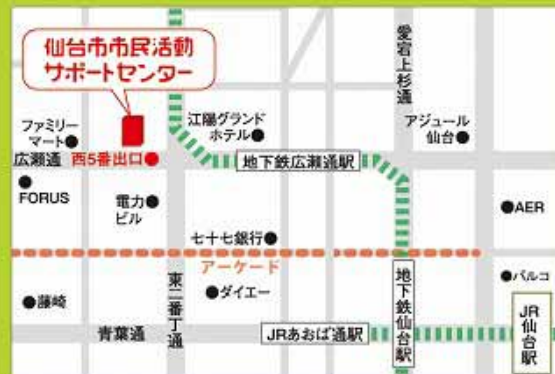 仙台市市民活動
サポートセンター
愛宕上杉通
江陽グランド
ホテル
アジュール
仙台
ファミリー
マート
広瀬通
西5番出口
地下鉄広瀬通駅
FORUS
電力
ビル
AER
七十七銀行
アーケード
東二番丁通
地下鉄仙台駅
パルコ
藤崎
ダイエー
青葉通
JRあおば通駅
JR
仙台駅